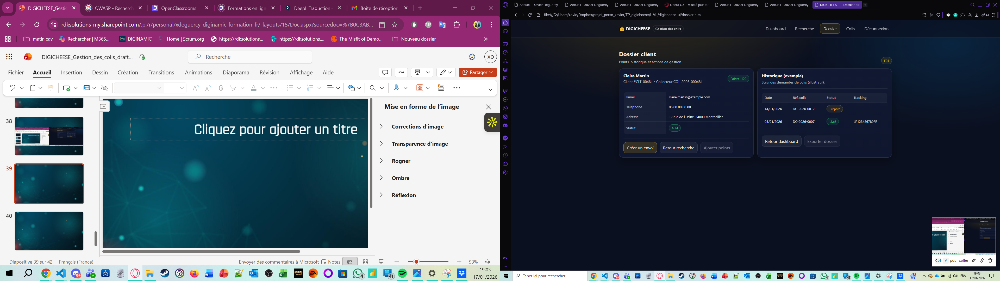 DIGICHEESE_Gestio
OWASP - Recherch
OpenClassrooms
Formations en lign
DeepL Traduction
Boîte de réception
rdksolutions-my.sharepoint.com/:p:/r/personal/xdeguercy_diginamic-formation_fr/_layouts/15/Doc.aspx?sourcedoc=%7B0C3AB...
matin xav
Rechercher | M365...
DIGINAMIC
Home | Scrum.org
https://rdksolutions...
https://rdksolutions....
The Misfit of Demo...
Nouveau dossier
DIGICHEESE_Gestion_des_colis_draft...
Recherche
XD
Fichier
Accueil
Insertion
Dessin
Création
Transitions
Animations
Diaporama
Révision
Affichage
Aide
Partager
38
39
40
Cliquez pour ajouter un titre
Mise en forme de l'image
Corrections d'image
Transparence d'image
Rogner
Ombre
Réflexion
Diapositive 39 sur 42
Français (France)
Envoyer des commentaires à Microsoft
Notes
93%
19:03
17/01/2026
Accueil - Xavier Deguercy
Accueil - Xavier Deguercy
Accueil - Xavier Deguercy
Opera GX - Mise à jour te
Accueil - Xavier Deguercy
Accueil - Xavier Deguercy
DIGICHEESE — Dossier cli
file:///C:/Users/xavie/Dropbox/projet_perso_xavier/TP_digicheese/UML/digicheese-ui/dossier.html
AI
DIGICHEESE
Gestion des colis
Dashboard
Recherche
Dossier
Colis
Déconnexion
Dossier client
Points, historique et actions de gestion.
E04
Claire Martin
Client #CLT-00481 • Collecteur COL-2026-000481
Points : 120
Email claire.martin@example.com
Téléphone 06 00 00 00 00
Adresse 12 rue de l'Usine, 34000 Montpellier
Statut Actif
Créer un envoi
Retour recherche
Ajouter points
Historique (exemple)
Suivi des demandes de colis (illustratif).
Date Réf. colis Statut Tracking
14/01/2026 DC-2026-0012 Préparé —
05/01/2026 DC-2026-0007 Livré LP123456789FR
Retour dashboard
Exporter dossier
GX
Ctrl V pour coller
Taper ici pour rechercher
FRA
19:03
17/01/2026